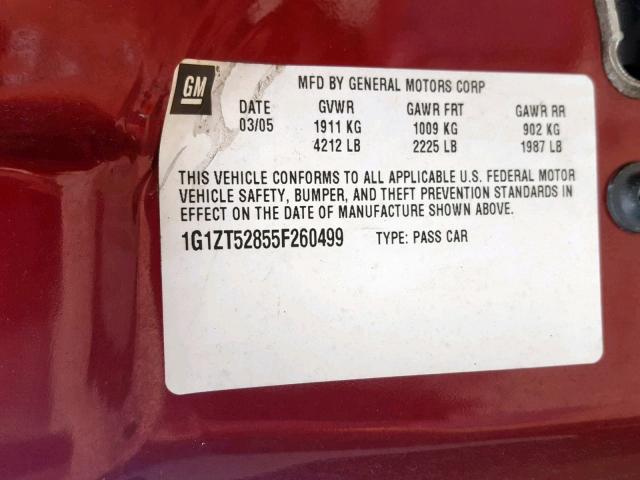 GM
MFD BY GENERAL MOTORS CORP
DATE GVWR GAWR FRT GAWR RR
03/05 1911 KG 1009 KG 902 KG
4212 LB 2225 LB 1987 LB
THIS VEHICLE CONFORMS TO ALL APPLICABLE U.S. FEDERAL MOTOR
VEHICLE SAFETY, BUMPER, AND THEFT PREVENTION STANDARDS IN
EFFECT ON THE DATE OF MANUFACTURE SHOWN ABOVE.
1G1ZT52855F260499 TYPE: PASS CAR